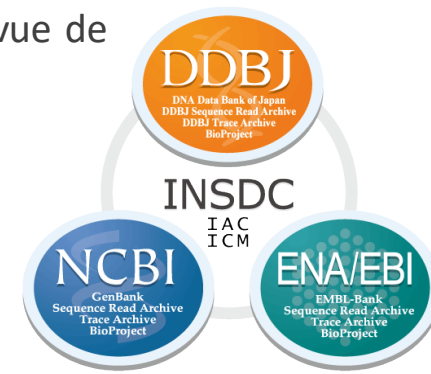 vue de
DDBJ
DNA Data Bank of Japan
DDBJ Sequence Read Archive
DDBJ Trace Archive
BioProject
INSDC
IAC
ICM
NCBI
GenBank
Sequence Read Archive
Trace Archive
BioProject
ENA/EBI
EMBL-Bank
Sequence Read Archive
Trace Archive
BioProject